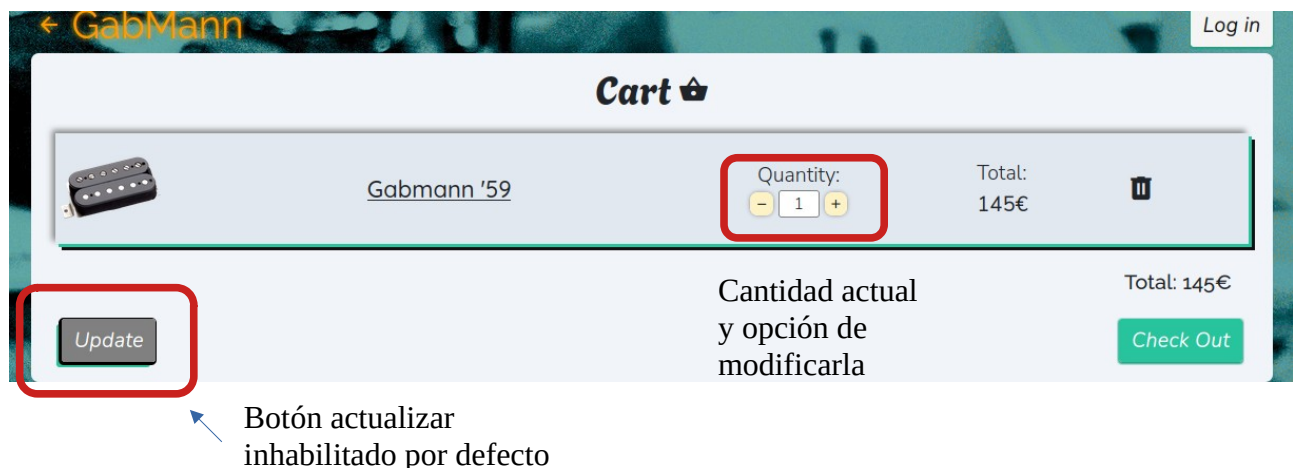 ← GabMann
Log in
Cart
Quantity:
Total:
Gabmann '59
- 1 +
145€
Total: 145€
Cantidad actual
y opción de
modificarla
Update
Check Out
Botón actualizar
inhabilitado por defecto